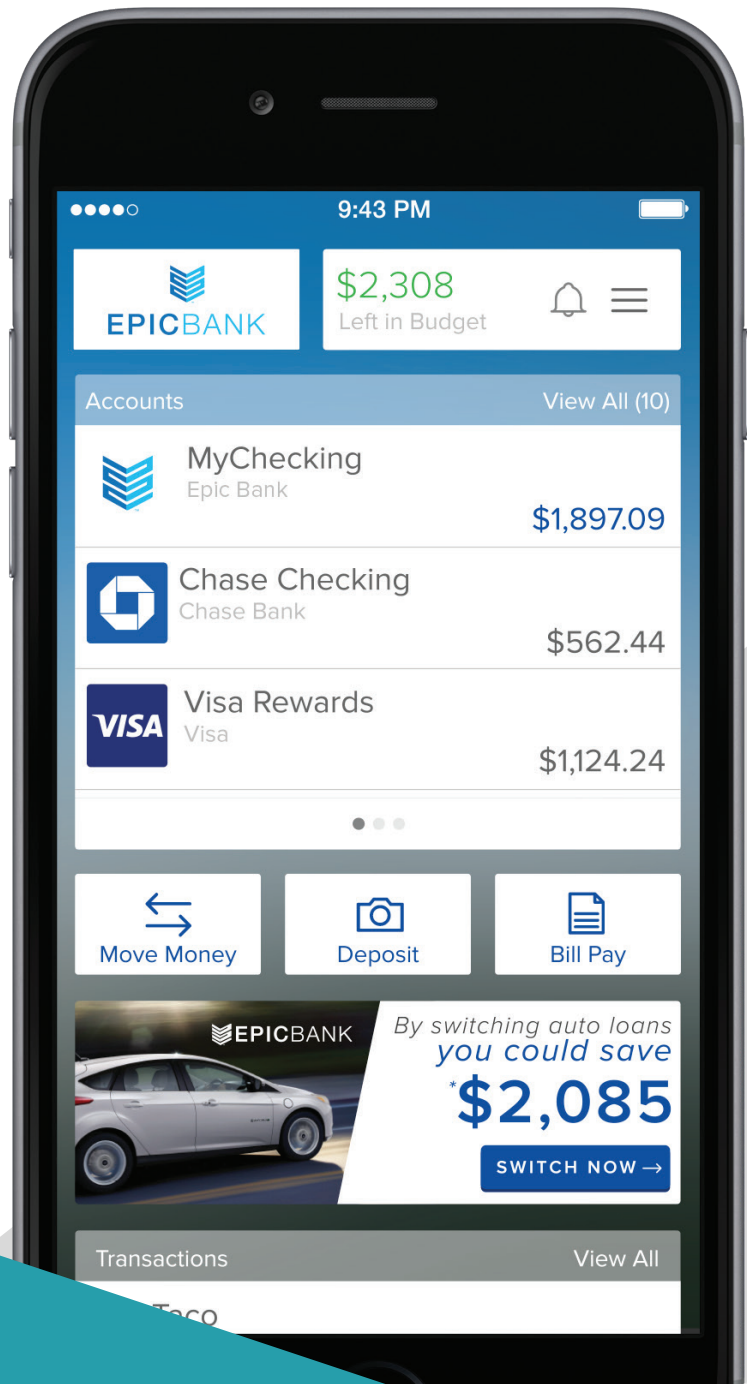 9:43 PM
EPICBANK
$2,308
Left in Budget
Accounts
View All (10)
MyChecking
Epic Bank
$1,897.09
Chase Checking
Chase Bank
$562.44
VISA
Visa Rewards
Visa
$1,124.24
Move Money
Deposit
Bill Pay
EPICBANK
By switching auto loans
you could save
*$2,085
SWITCH NOW →
Transactions
View All
Taco